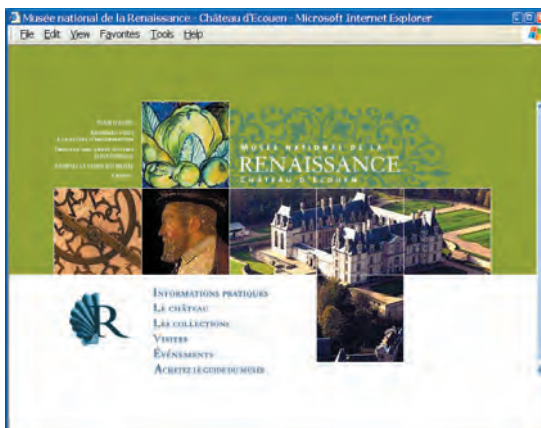 Musée national de la Renaissance - Château d'Ecouen - Microsoft Internet Explorer
File Edit View Favorites Tools Help
MUSÉE NATIONAL DE LA
RENAISSANCE
CHÂTEAU D'ECOUEN
R
INFORMATIONS PRATIQUES
LE CHÂTEAU
LES COLLECTIONS
VISITES
ÉVÉNEMENTS
ACHETEZ LE GUIDE DU MUSÉE